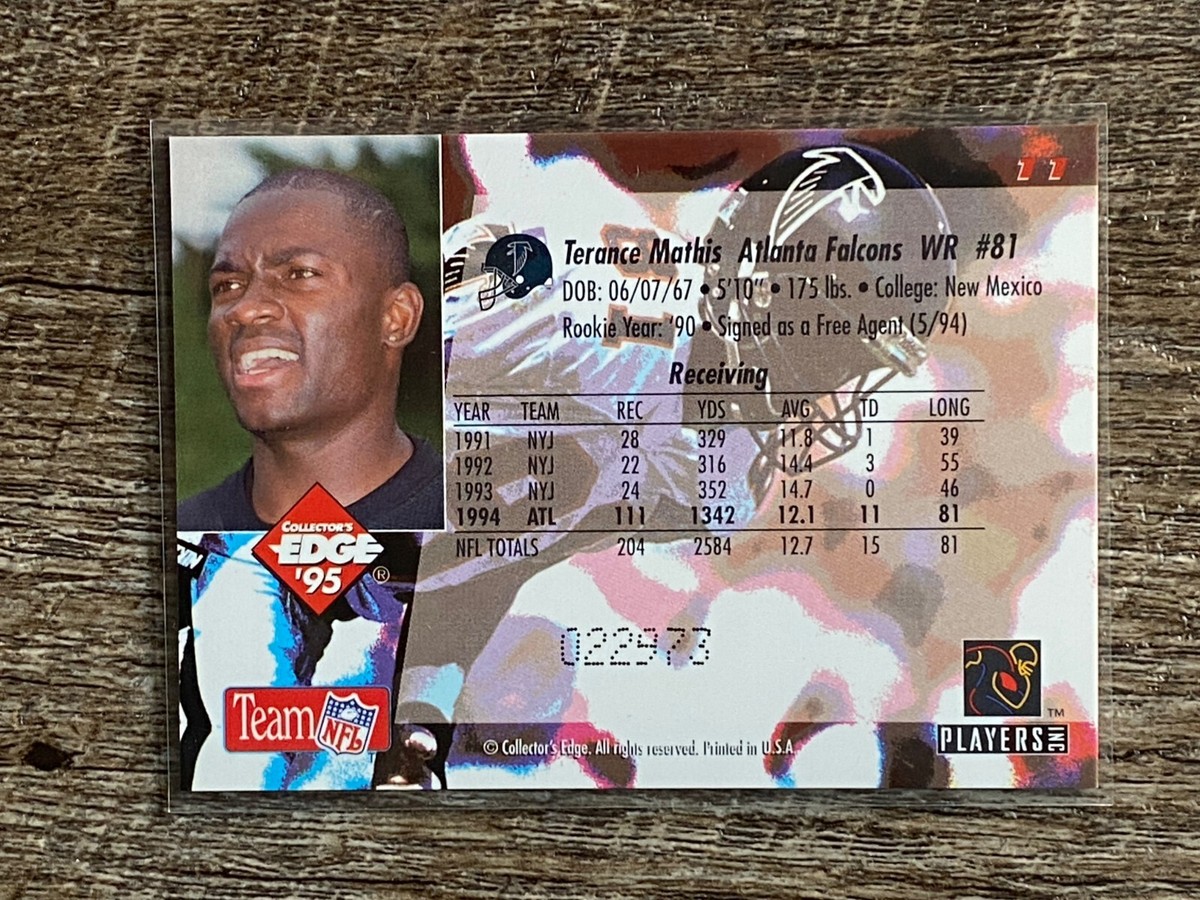 11
Terance Mathis Atlanta Falcons WR #81
DOB: 06/07/67 • 5'10" • 175 lbs. • College: New Mexico
Rookie Year: '90 • Signed as a Free Agent (5/94)
Receiving
YEAR TEAM REC YDS AVG TD LONG
1991 NYJ 28 329 11.8 1 39
1992 NYJ 22 316 14.4 3 55
1993 NYJ 24 352 14.7 0 46
1994 ATL 111 1342 12.1 11 81
NFL TOTALS 204 2584 12.7 15 81
COLLECTOR'S
EDGE
'95 ®
022973
Team NFL
© Collector's Edge. All rights reserved. Printed in U.S.A.
TM
PLAYERS INC